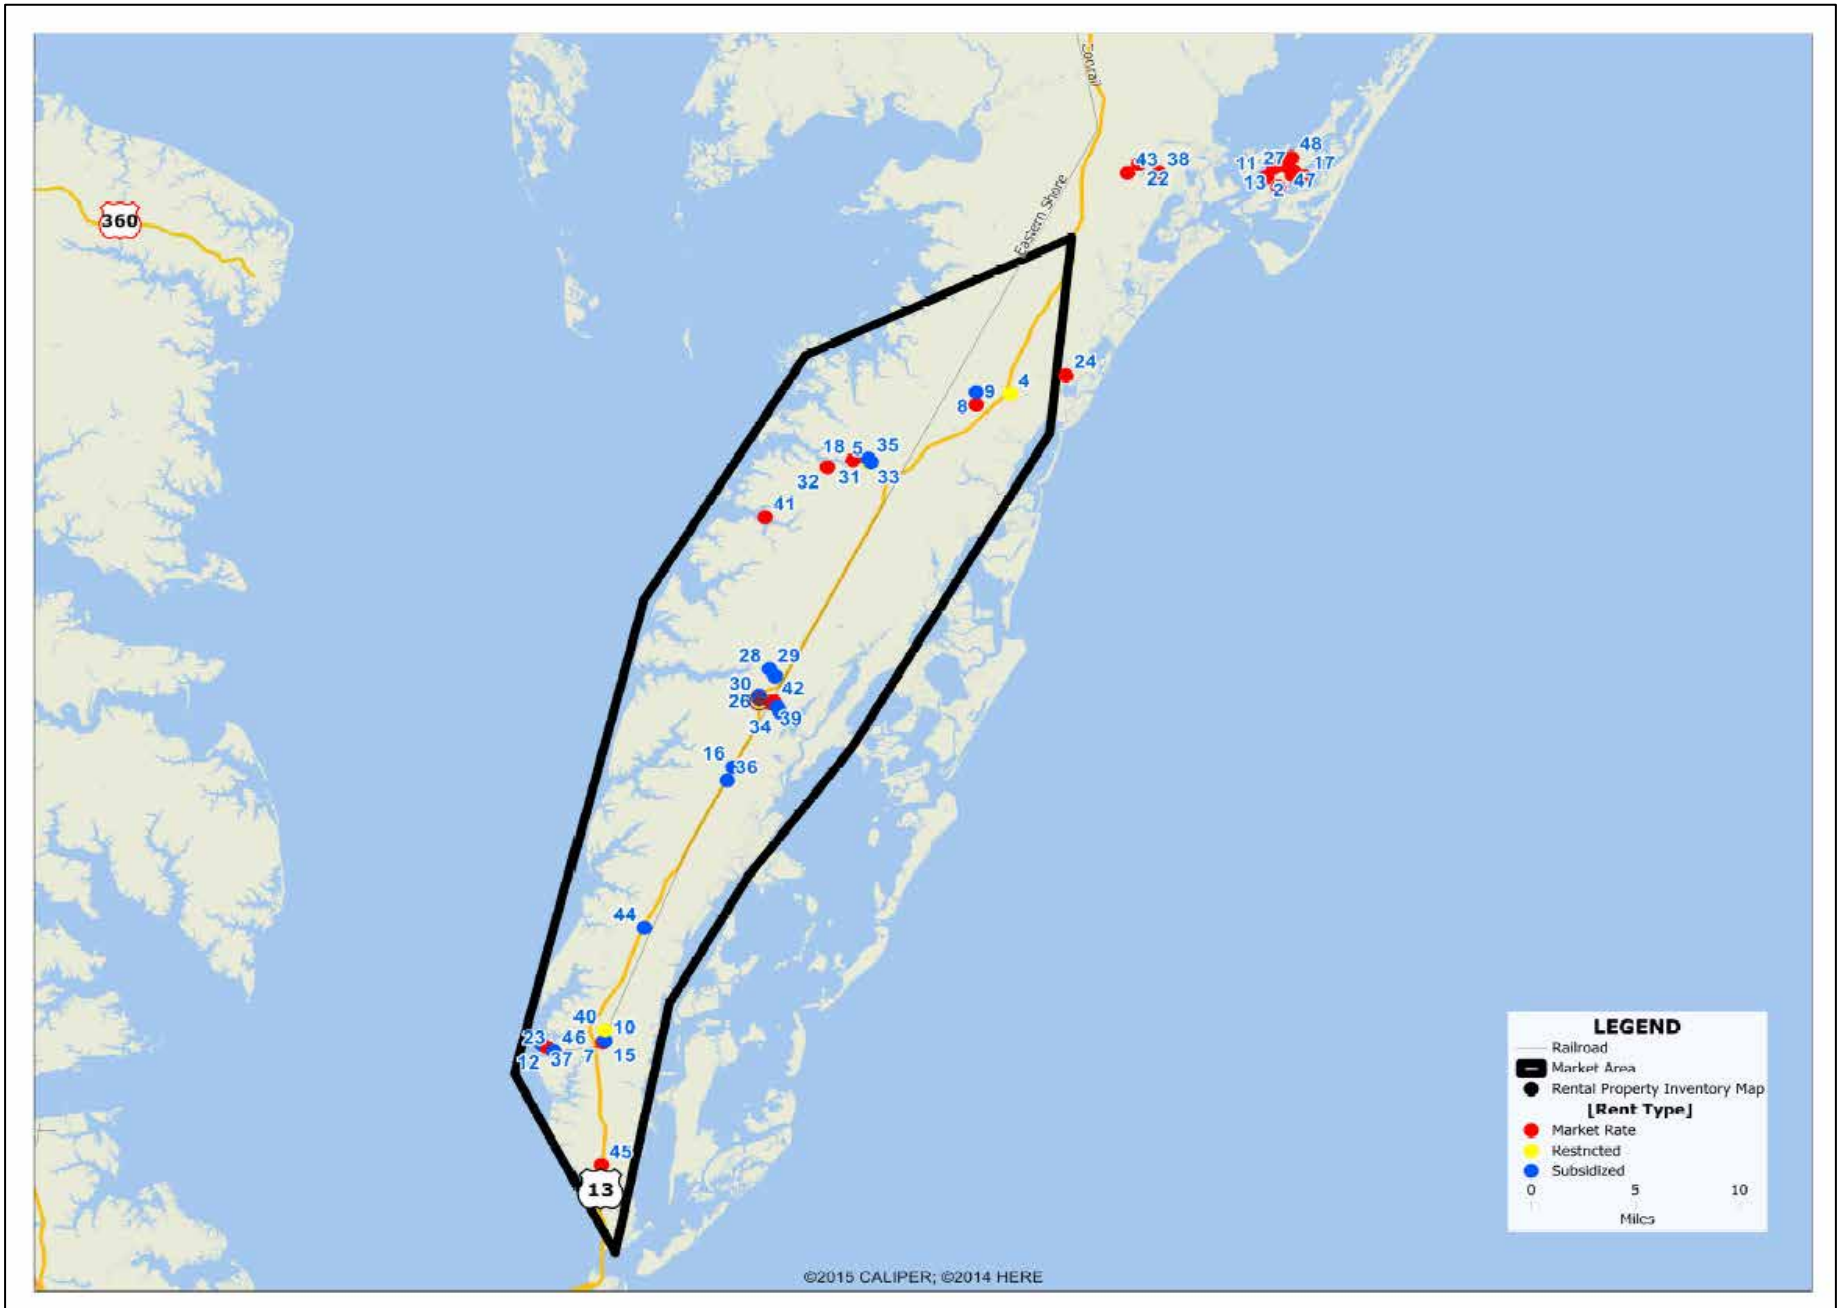 Conrail
48
43 38
11 27 17
22
13 2 47
Eastern Shore
360
24
9 4
8
18 5 35
32 31 33
41
28 29
30 42
26
34 39
16
36
44
40 10
23 46
12 37 7 15
45
13
LEGEND
Railroad
Market Area
Rental Property Inventory Map
[Rent Type]
Market Rate
Restricted
Subsidized
0 5 10
Miles
©2015 CALIPER; ©2014 HERE